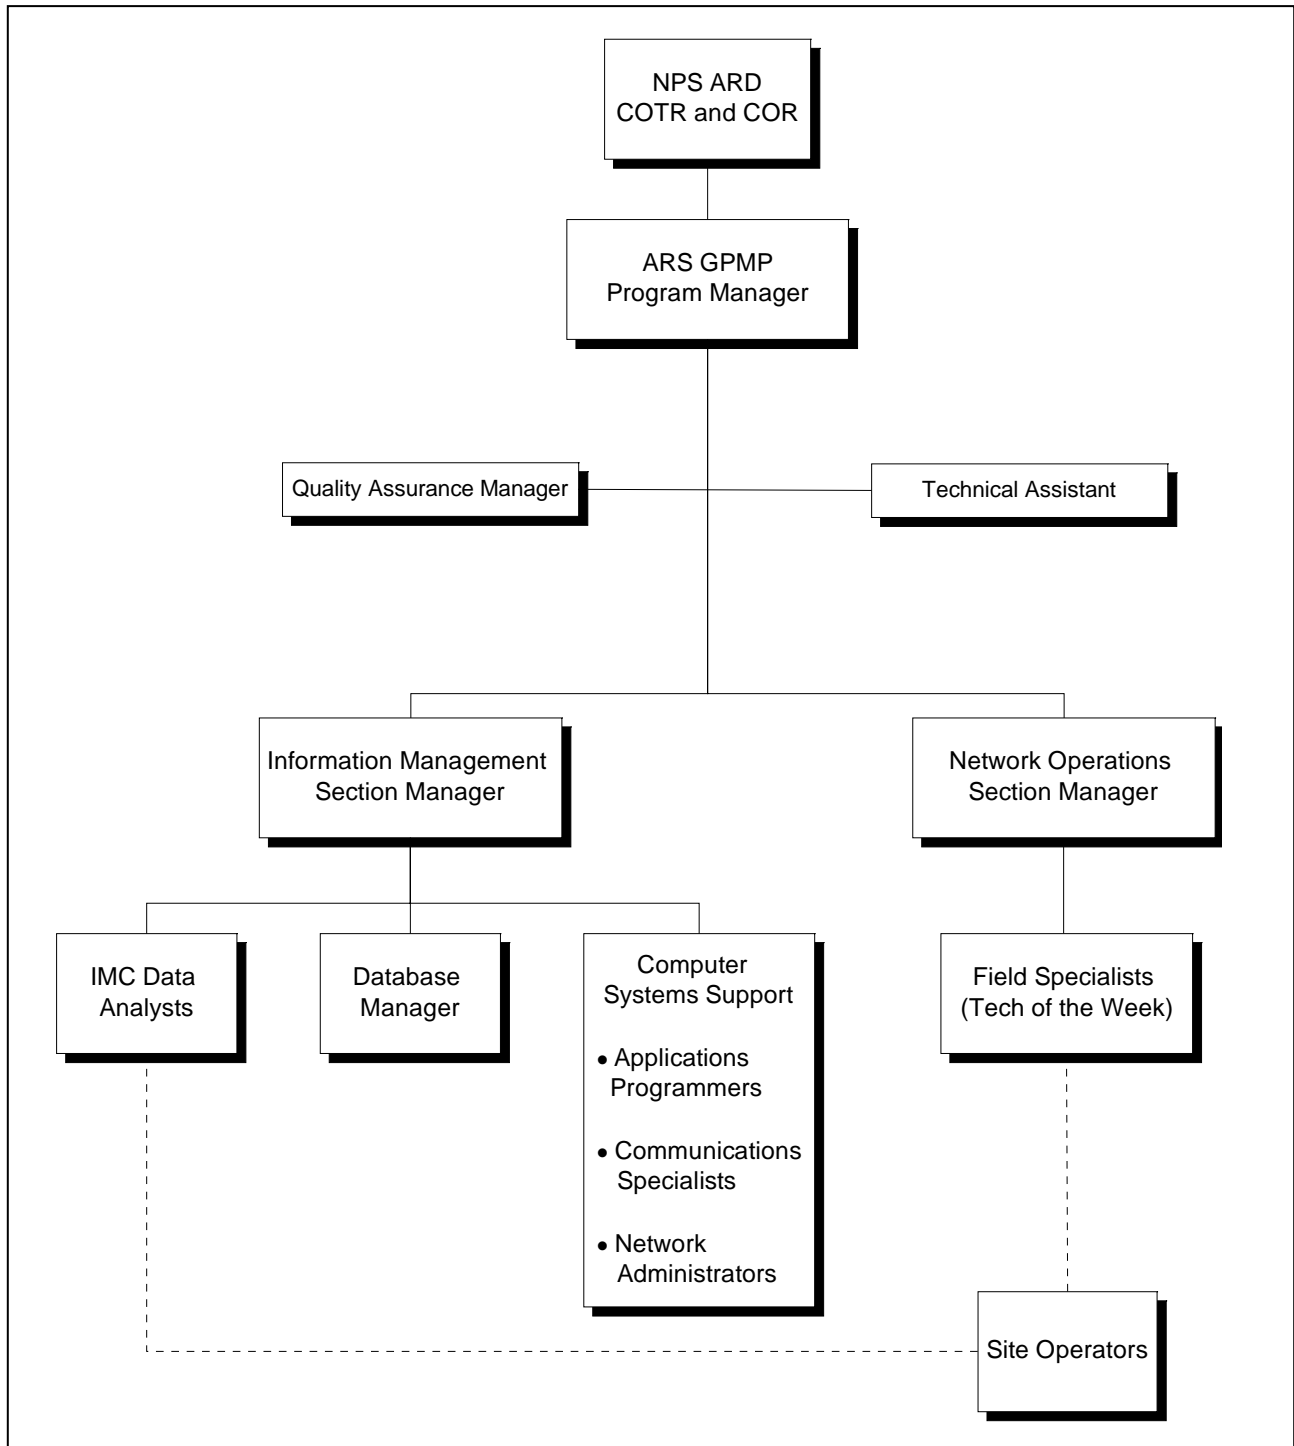 NPS ARD
COTR and COR
ARS GPMP
Program Manager
Quality Assurance Manager
Technical Assistant
Information Management
Section Manager
Network Operations
Section Manager
IMC Data
Analysts
Database
Manager
Computer
Systems Support
• Applications
Programmers
• Communications
Specialists
• Network
Administrators
Field Specialists
(Tech of the Week)
Site Operators